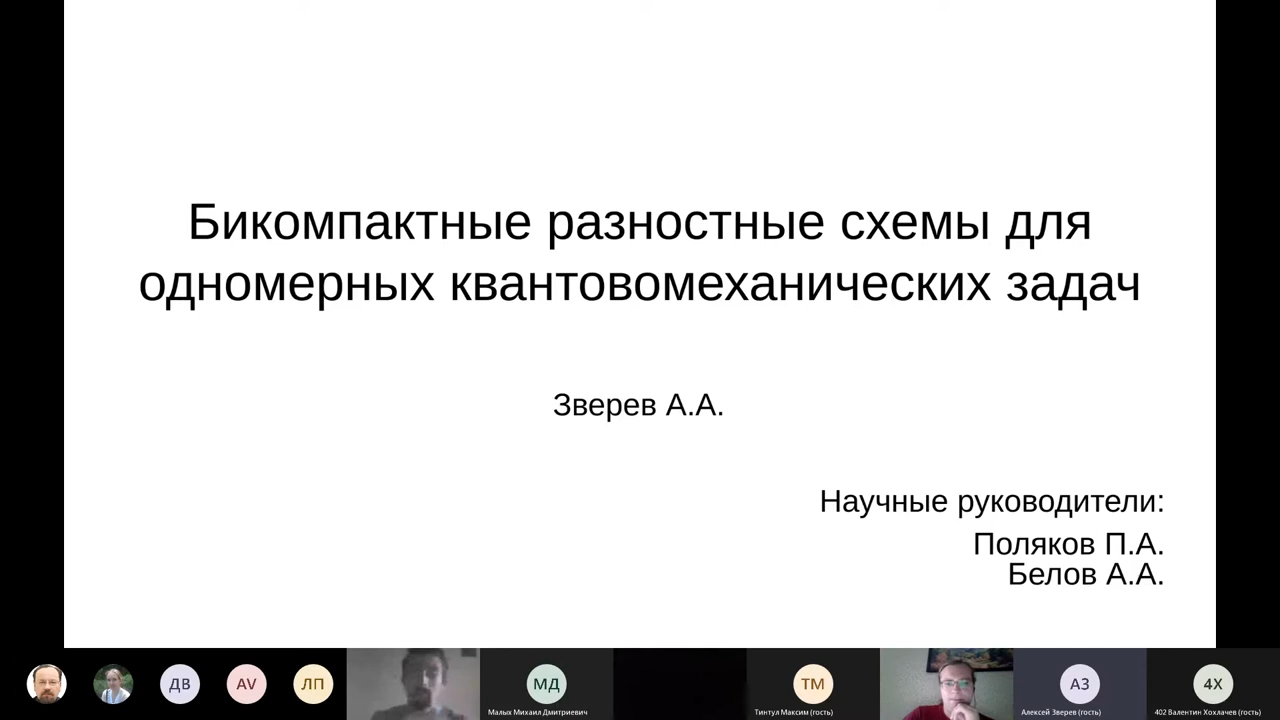 Бикомпактные разностные схемы для
одномерных квантовомеханических задач
Зверев А.А.
Научные руководители:
Поляков П.А.
Белов А.А.
ДВ
AV
ЛП
МД
Малых Михаил Дмитриевич
ТМ
Тинтул Максим (гость)
АЗ
Алексей Зверев (гость)
4Х
402 Валентин Хохлачев (гость)